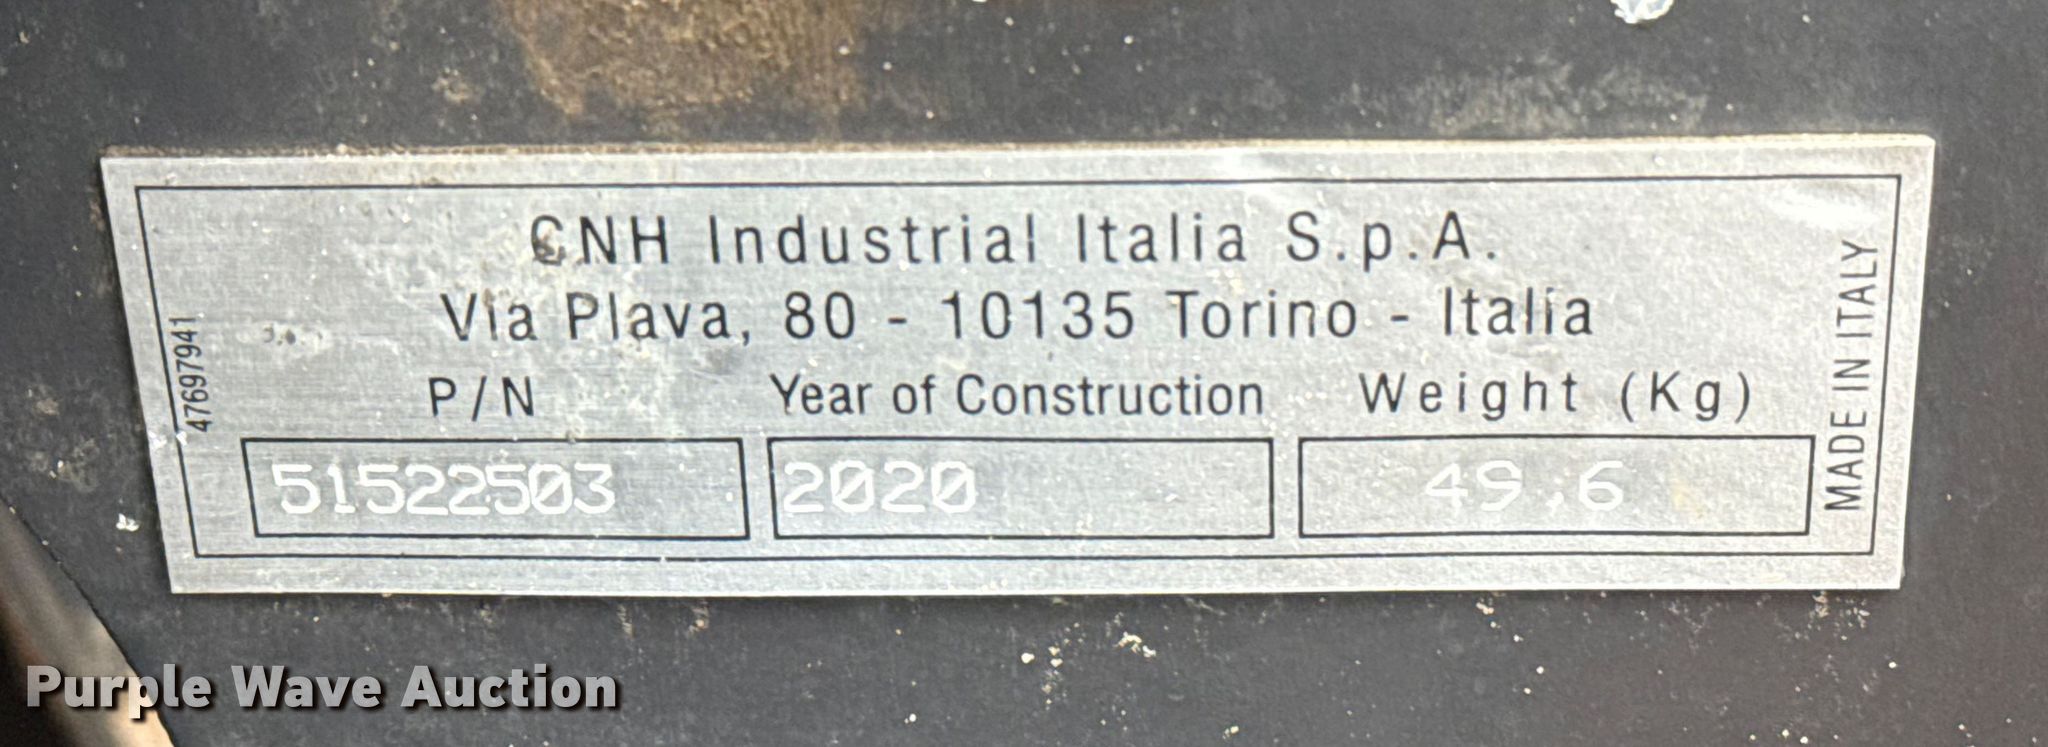 CNH Industrial Italia S.p.A.
Via Plava, 80 - 10135 Torino - Italia
47697941
P/N Year of Construction Weight (Kg)
51522503 2020 49,6
MADE IN ITALY
Purple Wave Auction